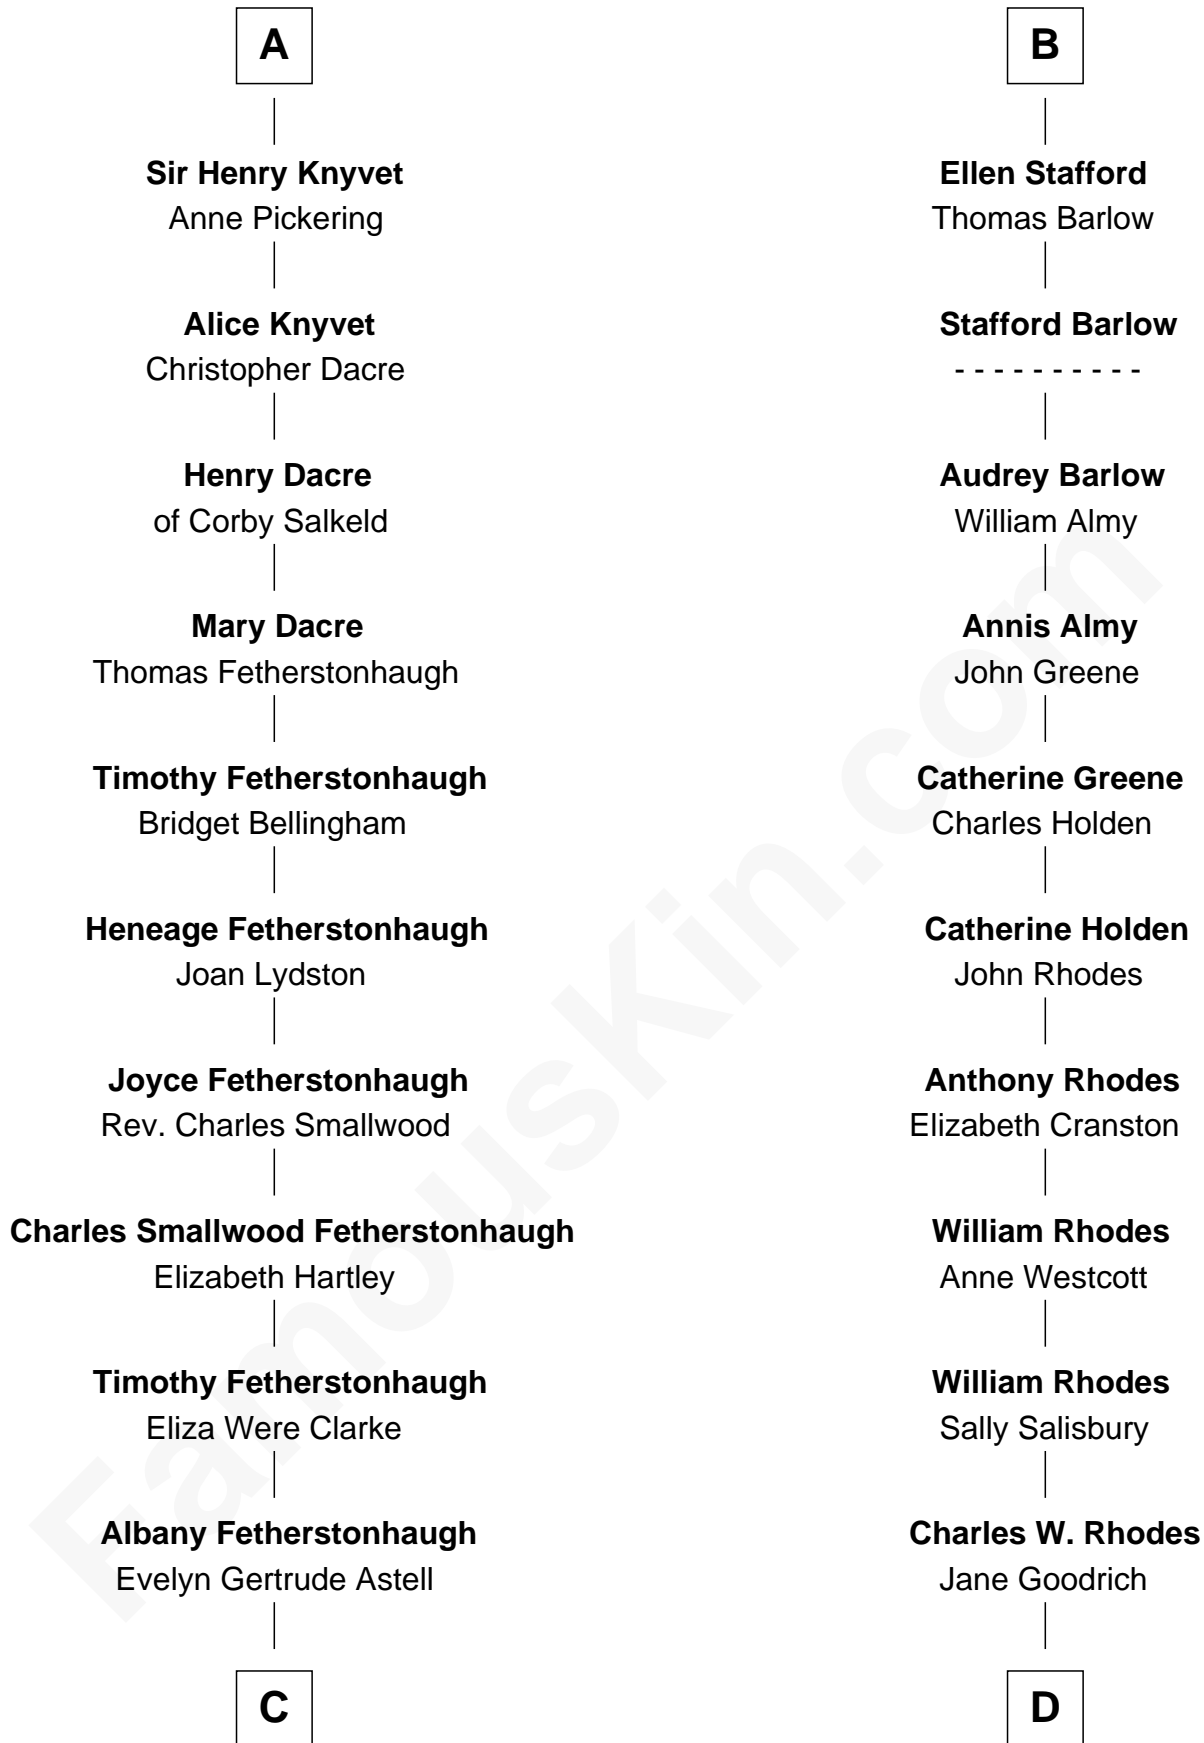 A
Sir Henry Knyvet
Anne Pickering
Alice Knyvet
Christopher Dacre
Henry Dacre
of Corby Salkeld
Mary Dacre
Thomas Fetherstonhaugh
Timothy Fetherstonhaugh
Bridget Bellingham
Heneage Fetherstonhaugh
Joan Lydston
Joyce Fetherstonhaugh
Rev. Charles Smallwood
Charles Smallwood Fetherstonhaugh
Elizabeth Hartley
Timothy Fetherstonhaugh
Eliza Were Clarke
Albany Fetherstonhaugh
Evelyn Gertrude Astell
C
B
Ellen Stafford
Thomas Barlow
Stafford Barlow
- - - - - - - - - -
Audrey Barlow
William Almy
Annis Almy
John Greene
Catherine Greene
Charles Holden
Catherine Holden
John Rhodes
Anthony Rhodes
Elizabeth Cranston
William Rhodes
Anne Westcott
William Rhodes
Sally Salisbury
Charles W. Rhodes
Jane Goodrich
D
FamousKin.com